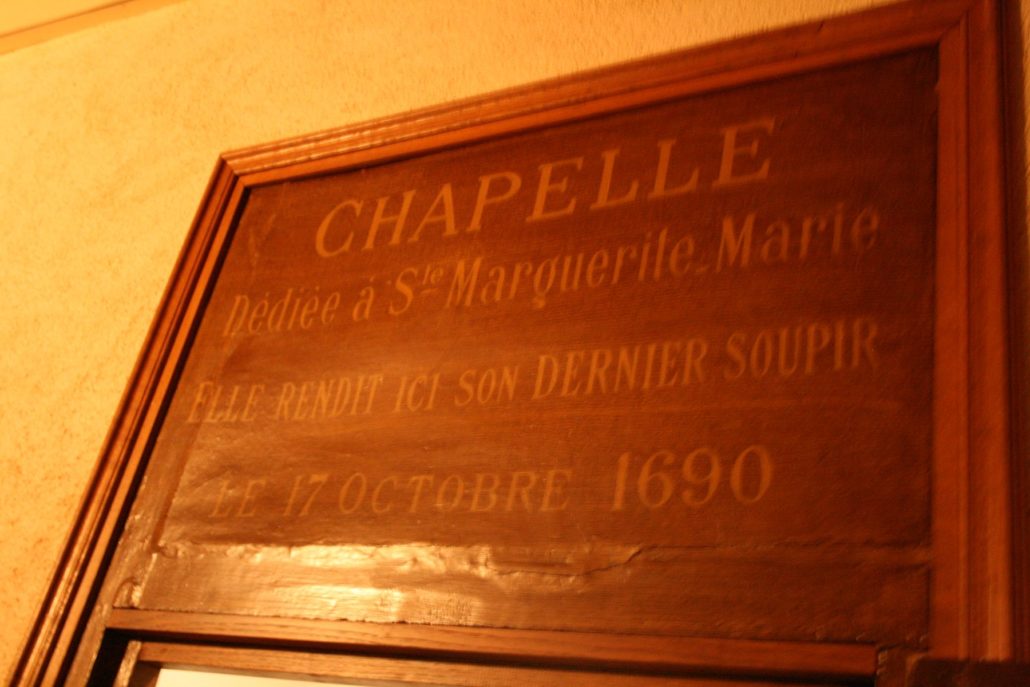 CHAPELLE
Dédiée à Ste Marguerite-Marie
ELLE RENDIT ICI SON DERNIER SOUPIR
LE 17 OCTOBRE 1690